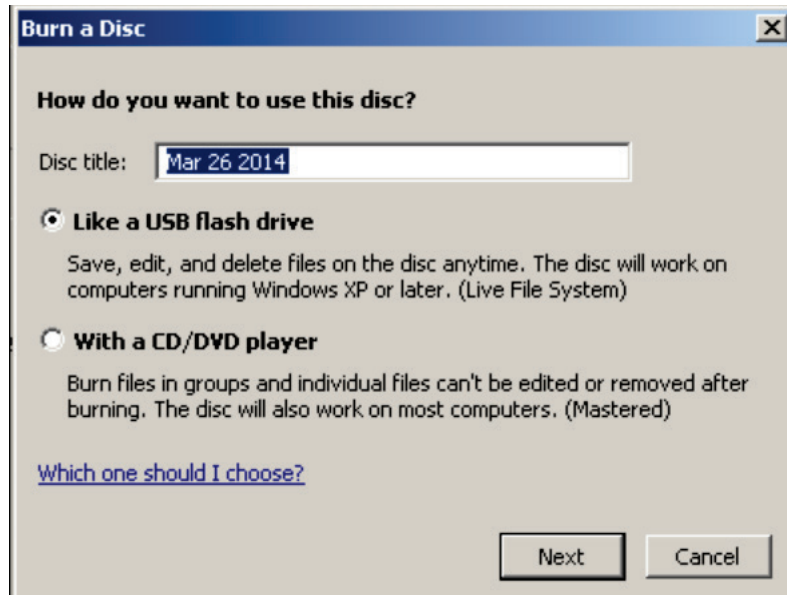 Burn a Disc
How do you want to use this disc?
Disc title: Mar 26 2014
Like a USB flash drive
Save, edit, and delete files on the disc anytime. The disc will work on
computers running Windows XP or later. (Live File System)
With a CD/DVD player
Burn files in groups and individual files can't be edited or removed after
burning. The disc will also work on most computers. (Mastered)
Which one should I choose?
Next Cancel